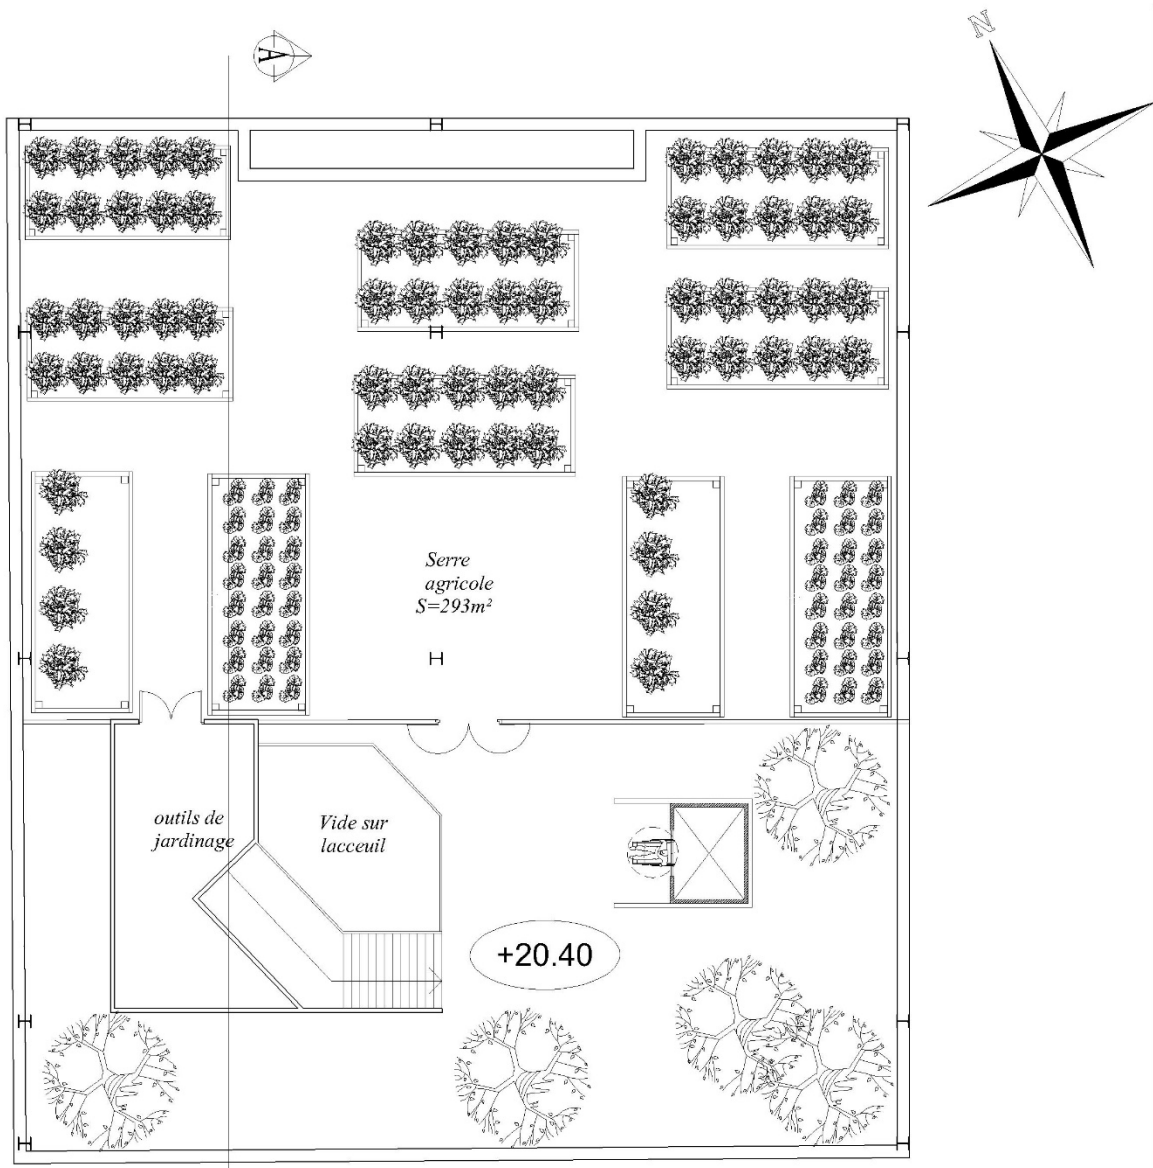 N
A
Serre
agricole
S=293m²
outils de
jardinage
Vide sur
lacceuil
+20.40